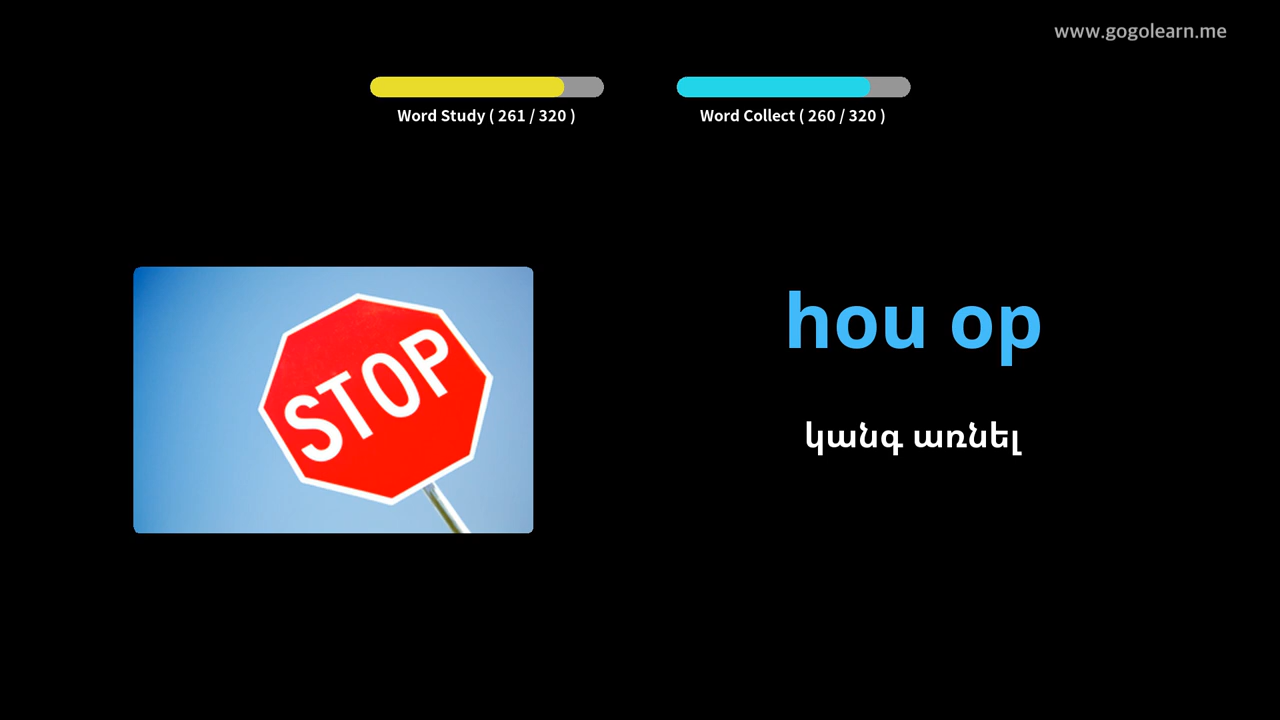 www.gogolearn.me
Word Study ( 261 / 320 )
Word Collect ( 260 / 320 )
STOP
hou op
կանգ առնել